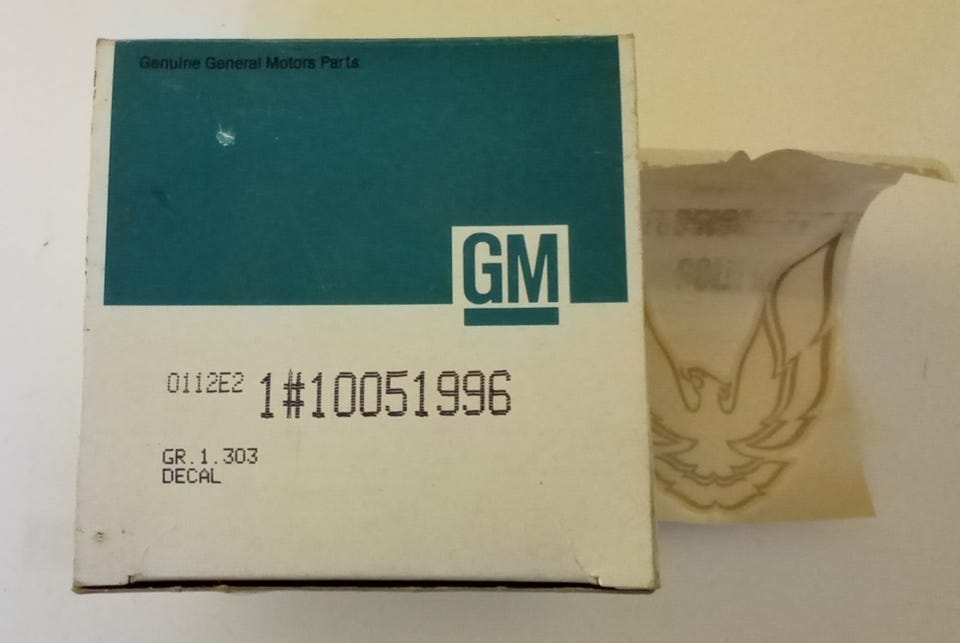 Genuine General Motors Parts
GM
0112E2 1#10051996
GR.1.303
DECAL